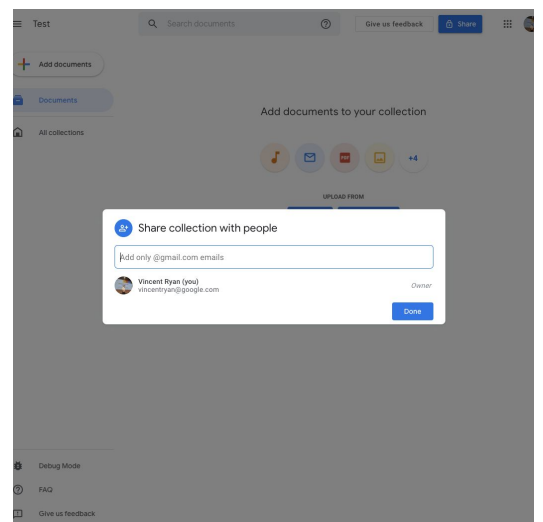 Test
Search documents
Give us feedback
Share
Add documents
Documents
All collections
Add documents to your collection
PDF
+4
UPLOAD FROM
Share collection with people
Add only @gmail.com emails
Vincent Ryan (you)
vincentryan@google.com
Owner
Done
Debug Mode
FAQ
Give us feedback